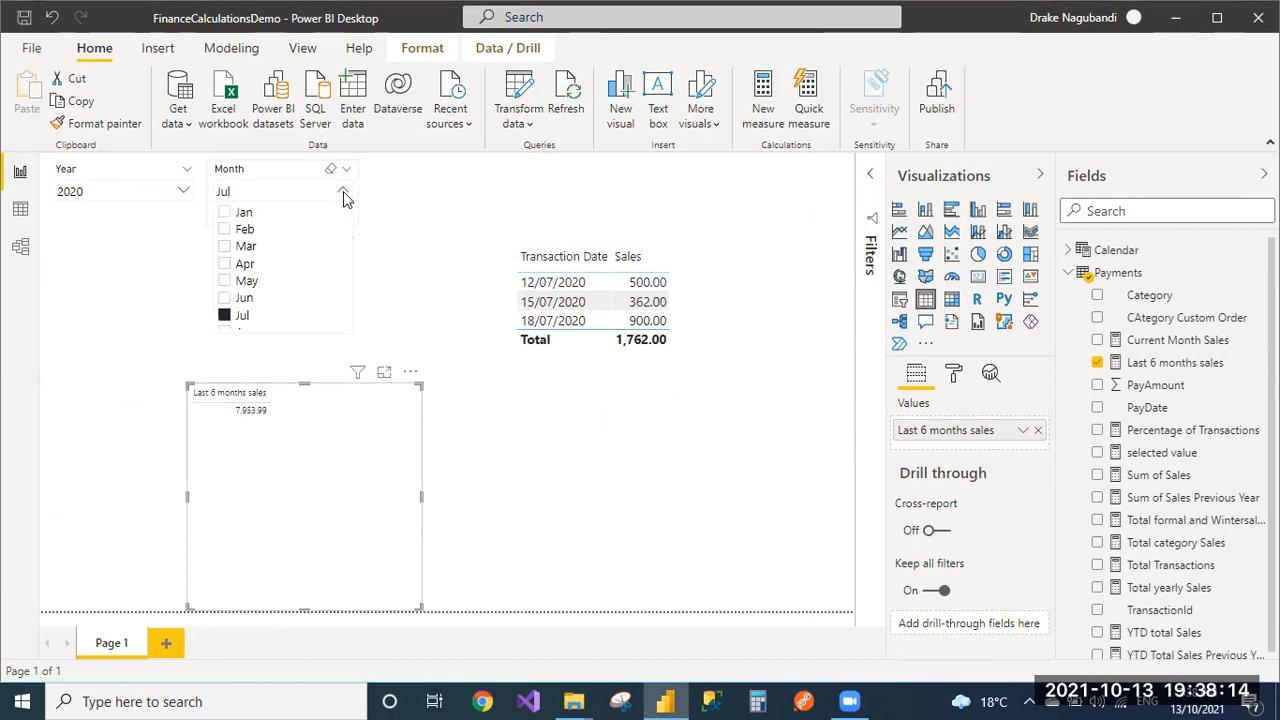 FinanceCalculationsDemo - Power BI Desktop
Search
Drake Nagubandi
File Home Insert Modeling View Help Format Data / Drill
Paste
Cut
Copy
Format painter
Clipboard
Get data
Excel workbook
Power BI datasets
SQL Server
Enter data
Dataverse
Recent sources
Data
Transform data
Refresh
Queries
New visual
Text box
More visuals
Insert
New measure
Quick measure
Calculations
Sensitivity
Sensitivity
Publish
Share
Year
2020
Month
Jul
Jan
Feb
Mar
Apr
May
Jun
Jul
Transaction Date Sales
12/07/2020 500.00
15/07/2020 362.00
18/07/2020 900.00
Total 1,762.00
Last 6 months sales
7,953.99
Filters
Visualizations
R
Py
Values
Last 6 months sales
Drill through
Cross-report
Off
Keep all filters
On
Add drill-through fields here
Fields
Search
Calendar
Payments
Category
CAtegory Custom Order
Current Month Sales
Last 6 months sales
PayAmount
PayDate
Percentage of Transactions
selected value
Sum of Sales
Sum of Sales Previous Year
Total formal and Wintersal...
Total category Sales
Total Transactions
Total yearly Sales
TransactionId
YTD total Sales
YTD Total Sales Previous Y...
Page 1
Page 1 of 1
Type here to search
18°C
ENG
2021-10-13 19:38:14
13/10/2021